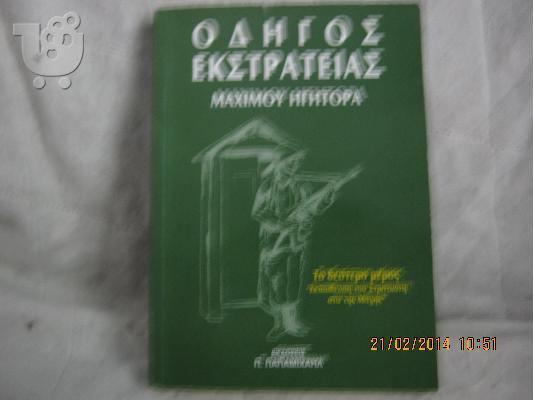 ΟΔΗΓΟΣ
ΕΚΣΤΡΑΤΕΙΑΣ
ΜΑΧΙΜΟΥ ΗΓΗΤΟΡΑ
Το δεύτερο μέρος
ΕΚΔΟΣΕΙΣ
Π. ΠΑΠΑΜΙΧΑΗΛ
21/02/2014 10:51